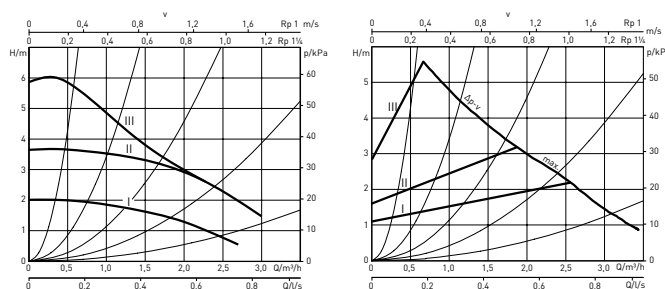 v
0 0,4 0,8 1,2 1,6 Rp 1 m/s
0 0,2 0,4 0,6 0,8 1,0 1,2 Rp 1¼
H/m p/kPa
6
5
4
3
2
1
0
60
50
40
30
20
10
0
III
II
I
0 0,5 1,0 1,5 2,0 2,5 3,0 Q/m³/h
0 0,2 0,4 0,6 0,8 Q/l/s
v
0 0,4 0,8 1,2 1,6 Rp 1 m/s
0 0,2 0,4 0,6 0,8 1,0 1,2 Rp 1¼
H/m p/kP
5
4
3
2
1
0
50
40
30
20
10
0
III
II
I
Δp-v
max.
0 0,5 1,0 1,5 2,0 2,5 3,0 Q/m³/h
0 0,2 0,4 0,6 0,8 Q/l/s